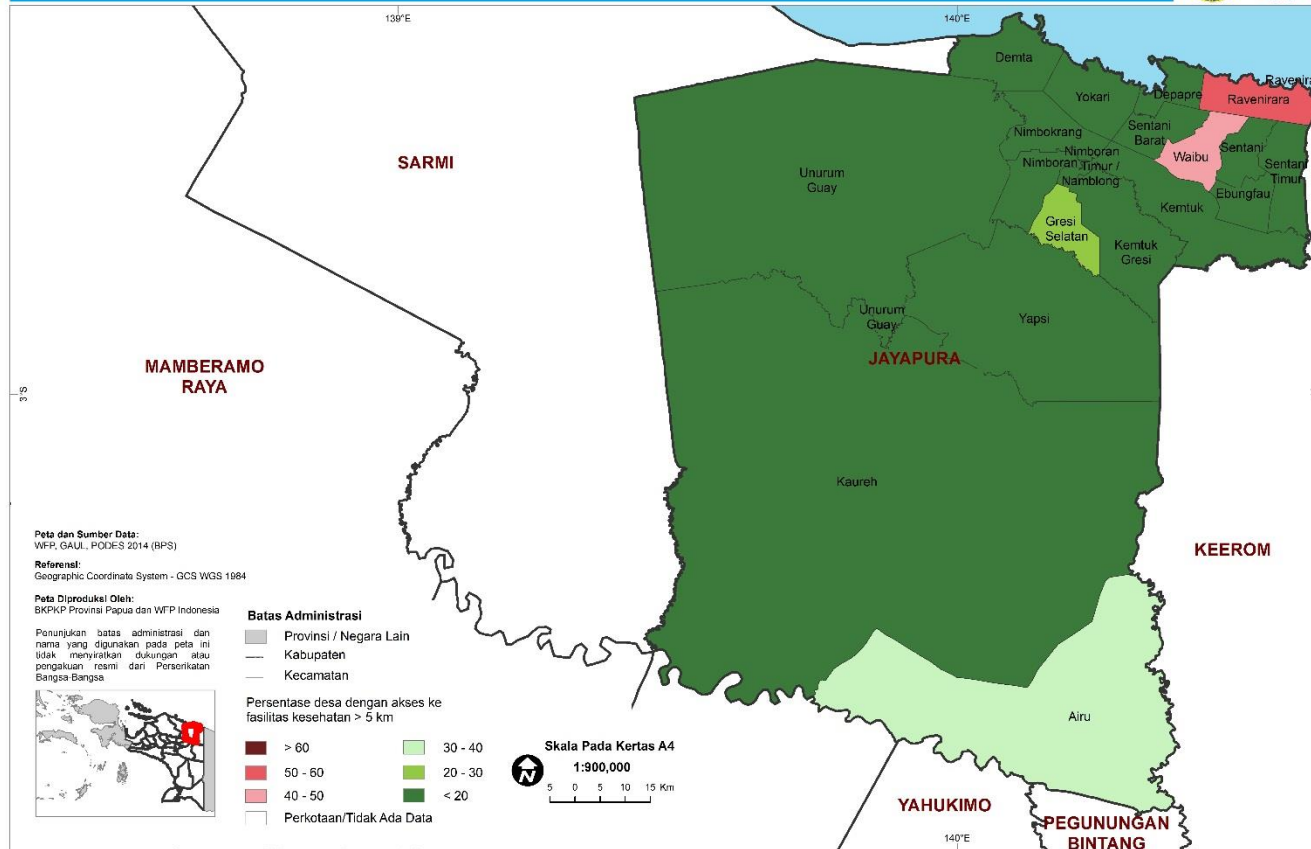 139°E
140°E
Demta
Ravenirara
Yokari
Depapre
Ravenirara
Nimbokrang
Sentani
Barat
SARMI
Waibu
Sentani
Nimboran
Timur /
Namblong
Nimboran
Sentani
Timur
Unurum
Guay
Ebungfau
Kemtuk
Gresi
Selatan
Kemtuk
Gresi
Unurum
Guay
Yapsi
JAYAPURA
MAMBERAMO
RAYA
3°S
Kaureh
KEEROM
Airu
YAHUKIMO
PEGUNUNGAN
BINTANG
140°E
Peta dan Sumber Data:
WFP, GAUL, PODES 2014 (BPS)
Referensi:
Geographic Coordinate System - GCS WGS 1984
Peta Diproduksi Oleh:
BKPKP Provinsi Papua dan WFP Indonesia
Penunjukan batas administrasi dan
nama yang digunakan pada peta ini
tidak menyiratkan dukungan atau
pengakuan resmi dari Perserikatan
Bangsa-Bangsa
Batas Administrasi
Provinsi / Negara Lain
Kabupaten
Kecamatan
Persentase desa dengan akses ke
fasilitas kesehatan > 5 km
> 60
50 - 60
40 - 50
30 - 40
20 - 30
< 20
Perkotaan/Tidak Ada Data
N
Skala Pada Kertas A4
1:900,000
5 0 5 10 15 Km